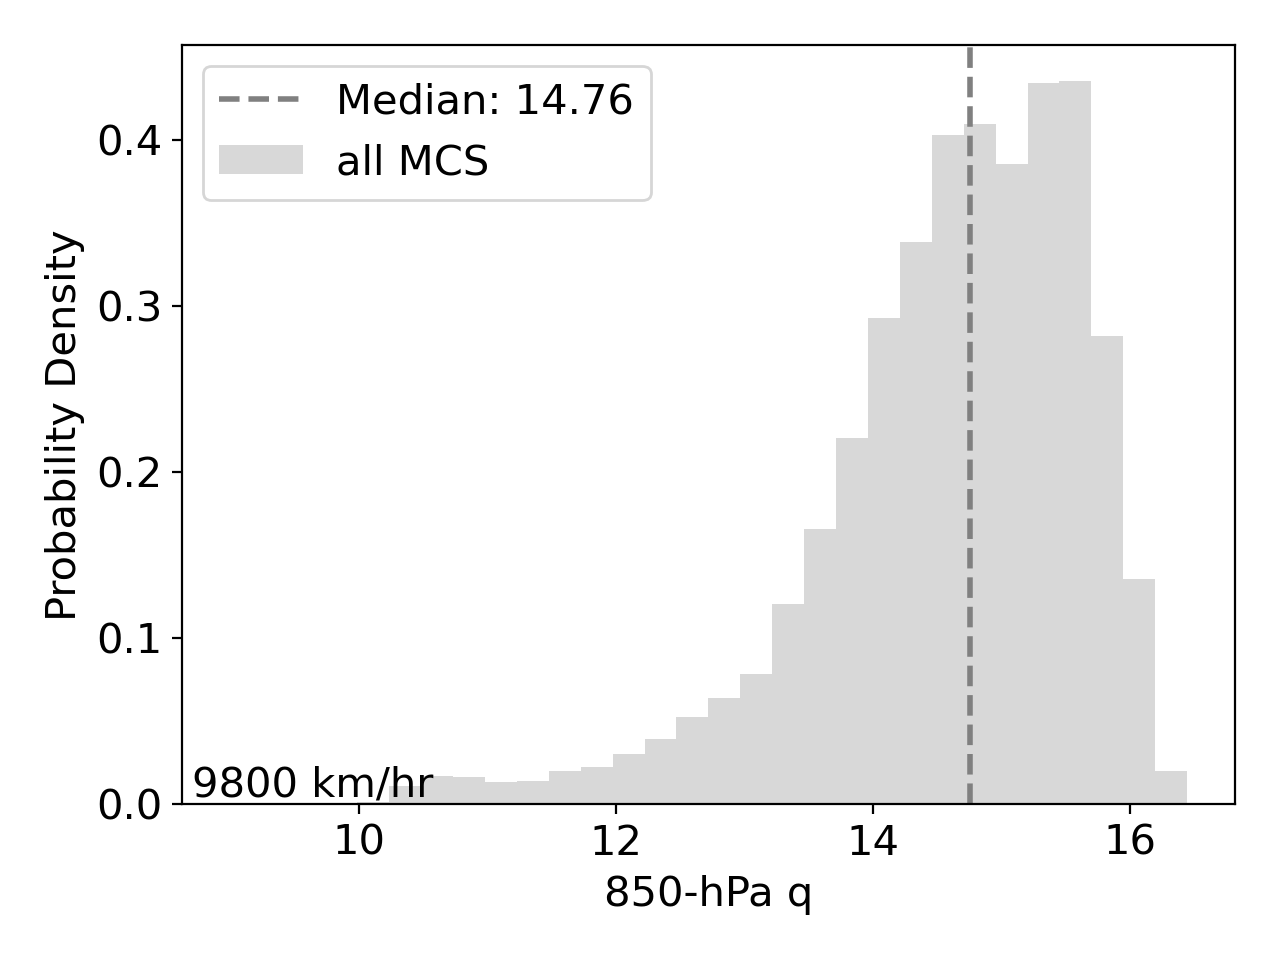 Median: 14.76
all MCS
0.4
0.3
0.2
0.1
0.0
Probability Density
9800 km/hr
10 12 14 16
850-hPa q